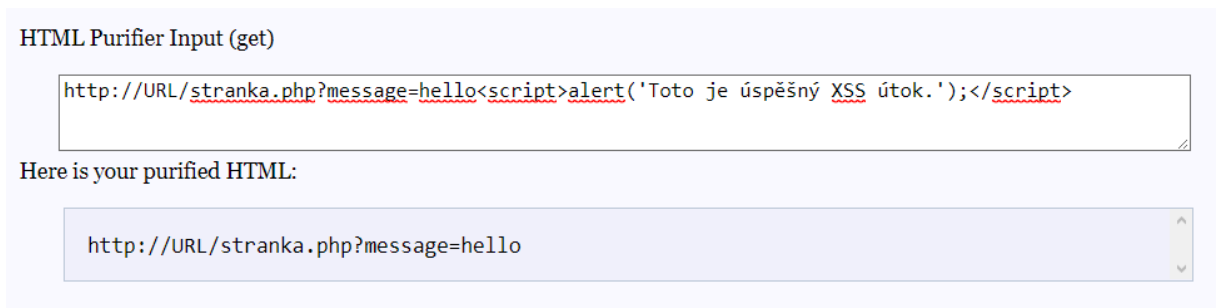 HTML Purifier Input (get)
http://URL/stranka.php?message=hello<script>alert('Toto je úspěšný XSS útok.');</script>
Here is your purified HTML:
http://URL/stranka.php?message=hello